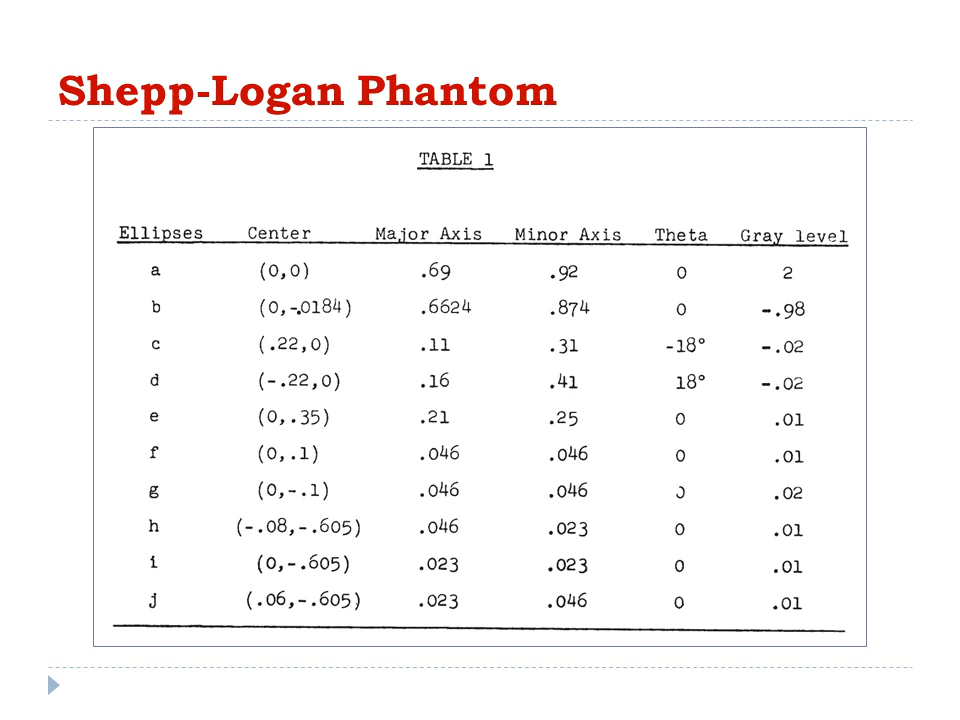 Shepp-Logan Phantom
TABLE 1
Ellipses Center Major Axis Minor Axis Theta Gray level
a (0,0) .69 .92 0 2
b (0,-.0184) .6624 .874 0 -.98
c (.22,0) .11 .31 -18° -.02
d (-.22,0) .16 .41 18° -.02
e (0,.35) .21 .25 0 .01
f (0,.1) .046 .046 0 .01
g (0,-.1) .046 .046 0 .02
h (-.08,-.605) .046 .023 0 .01
i (0,-.605) .023 .023 0 .01
j (.06,-.605) .023 .046 0 .01